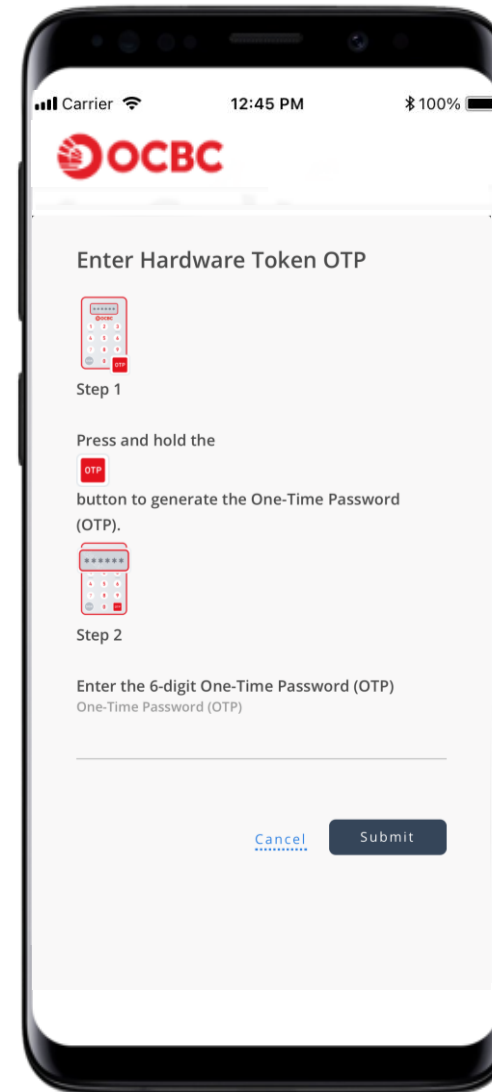 Carrier 12:45 PM 100%
OCBC
Enter Hardware Token OTP
OCBC
OTP
Step 1
Press and hold the
OTP
button to generate the One-Time Password
(OTP).
******
Step 2
Enter the 6-digit One-Time Password (OTP)
One-Time Password (OTP)
Cancel Submit